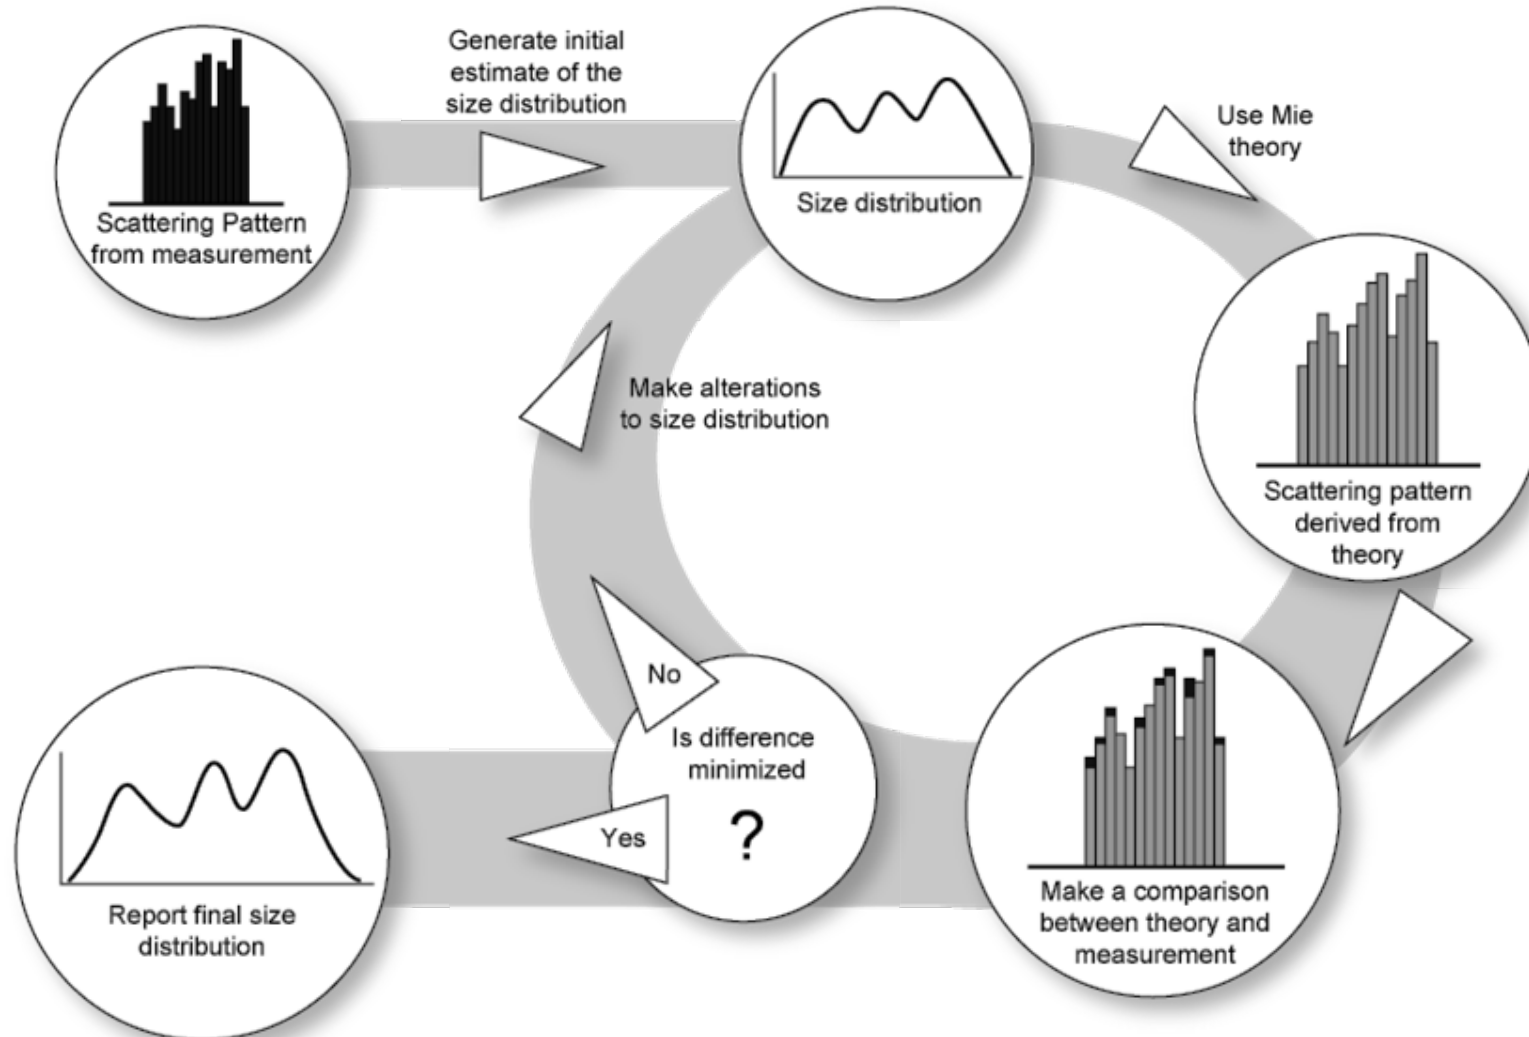 Scattering Pattern
from measurement
Generate initial
estimate of the
size distribution
Size distribution
Use Mie
theory
Scattering pattern
derived from
theory
Make a comparison
between theory and
measurement
Is difference
minimized
?
No
Make alterations
to size distribution
Yes
Report final size
distribution